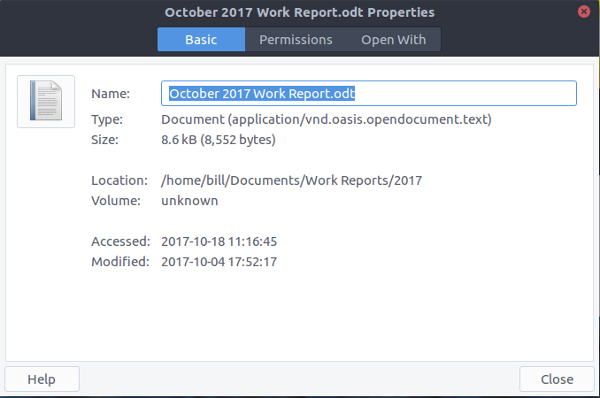 October 2017 Work Report.odt Properties
Basic Permissions Open With
Name: October 2017 Work Report.odt
Type: Document (application/vnd.oasis.opendocument.text)
Size: 8.6 kB (8,552 bytes)
Location: /home/bill/Documents/Work Reports/2017
Volume: unknown
Accessed: 2017-10-18 11:16:45
Modified: 2017-10-04 17:52:17
Help Close